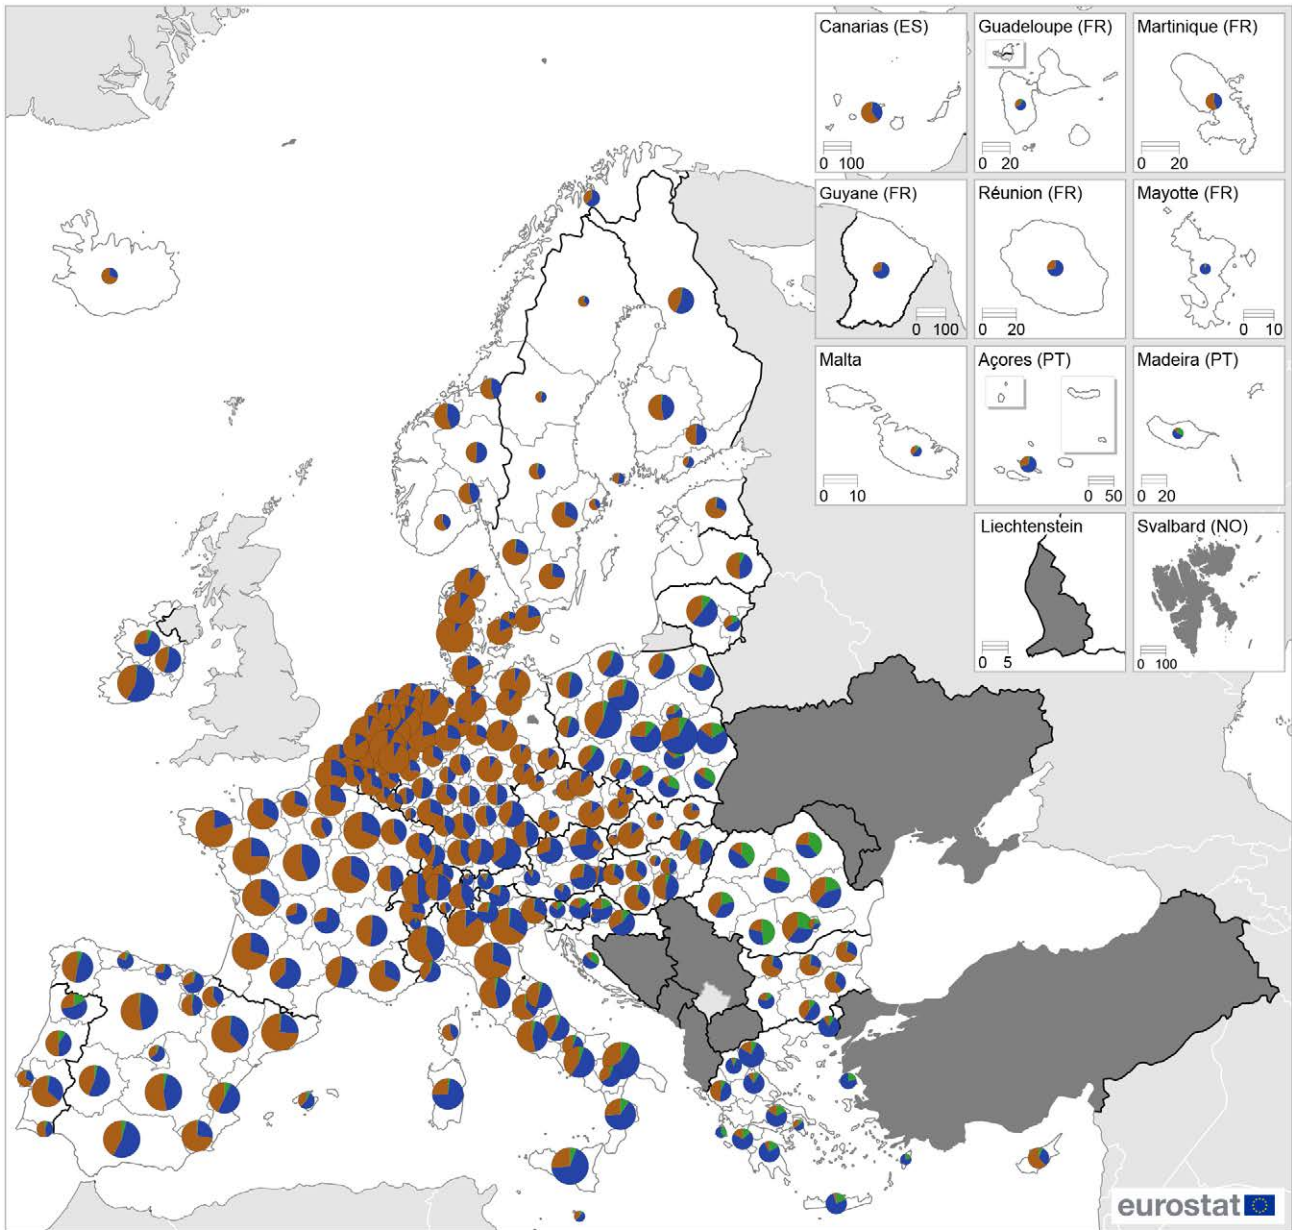 Canarias (ES)
0 100
Guadeloupe (FR)
0 20
Martinique (FR)
0 20
Guyane (FR)
0 100
Réunion (FR)
0 20
Mayotte (FR)
0 10
Malta
0 10
Açores (PT)
0 50
Madeira (PT)
0 20
Liechtenstein
0 5
Svalbard (NO)
0 100
eurostat